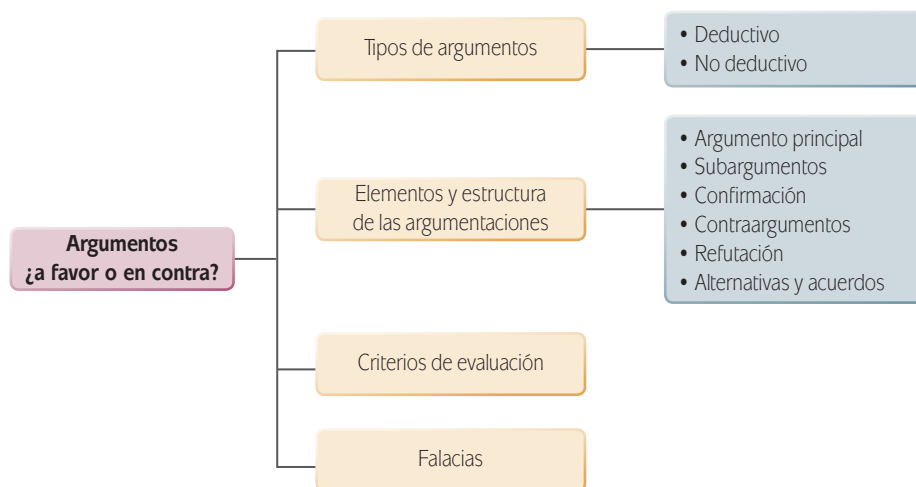 Argumentos
¿a favor o en contra?
Tipos de argumentos
• Deductivo
• No deductivo
Elementos y estructura
de las argumentaciones
• Argumento principal
• Subargumentos
• Confirmación
• Contraargumentos
• Refutación
• Alternativas y acuerdos
Criterios de evaluación
Falacias